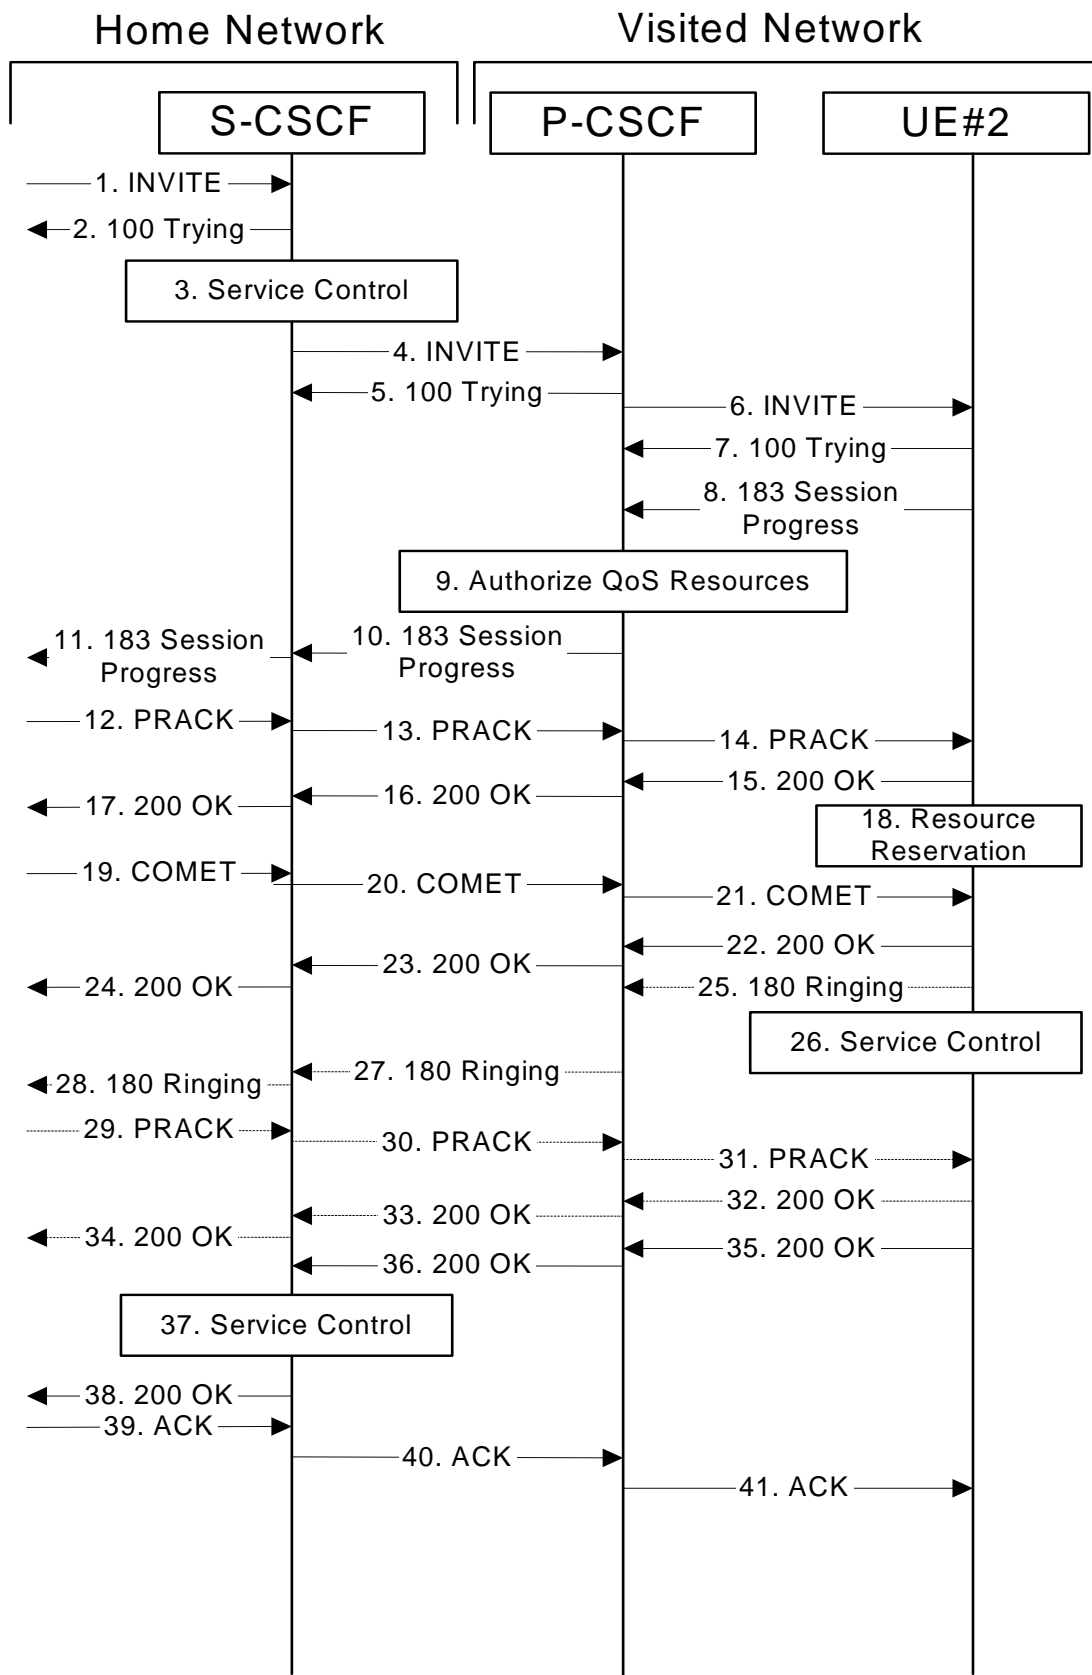 Home Network
Visited Network
S-CSCF
P-CSCF
UE#2
1. INVITE
2. 100 Trying
3. Service Control
4. INVITE
5. 100 Trying
6. INVITE
7. 100 Trying
8. 183 Session
Progress
9. Authorize QoS Resources
10. 183 Session
Progress
11. 183 Session
Progress
12. PRACK
13. PRACK
14. PRACK
15. 200 OK
16. 200 OK
17. 200 OK
18. Resource
Reservation
19. COMET
20. COMET
21. COMET
22. 200 OK
23. 200 OK
24. 200 OK
25. 180 Ringing
26. Service Control
27. 180 Ringing
28. 180 Ringing
29. PRACK
30. PRACK
31. PRACK
32. 200 OK
33. 200 OK
34. 200 OK
35. 200 OK
36. 200 OK
37. Service Control
38. 200 OK
39. ACK
40. ACK
41. ACK